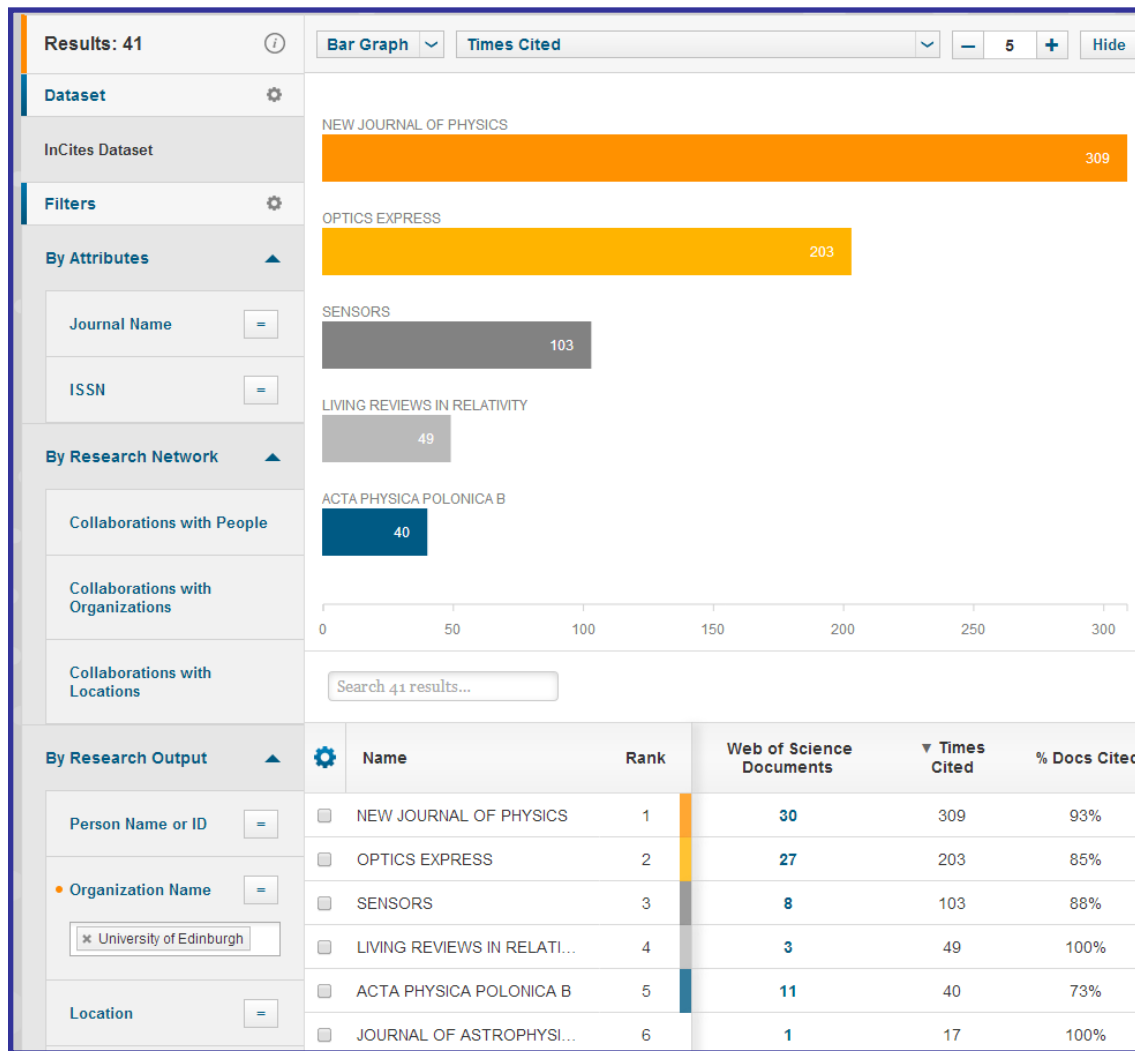 Results: 41
Dataset
InCites Dataset
Filters
By Attributes
Journal Name =
ISSN =
By Research Network
Collaborations with People
Collaborations with
Organizations
Collaborations with
Locations
By Research Output
Person Name or ID =
Organization Name =
× University of Edinburgh
Location =
Bar Graph Times Cited – 5 + Hide
NEW JOURNAL OF PHYSICS
309
OPTICS EXPRESS
203
SENSORS
103
LIVING REVIEWS IN RELATIVITY
49
ACTA PHYSICA POLONICA B
40
0 50 100 150 200 250 300
Search 41 results...
Name Rank Web of Science Documents ▼ Times Cited % Docs Cited
NEW JOURNAL OF PHYSICS 1 30 309 93%
OPTICS EXPRESS 2 27 203 85%
SENSORS 3 8 103 88%
LIVING REVIEWS IN RELATI... 4 3 49 100%
ACTA PHYSICA POLONICA B 5 11 40 73%
JOURNAL OF ASTROPHYSI... 6 1 17 100%